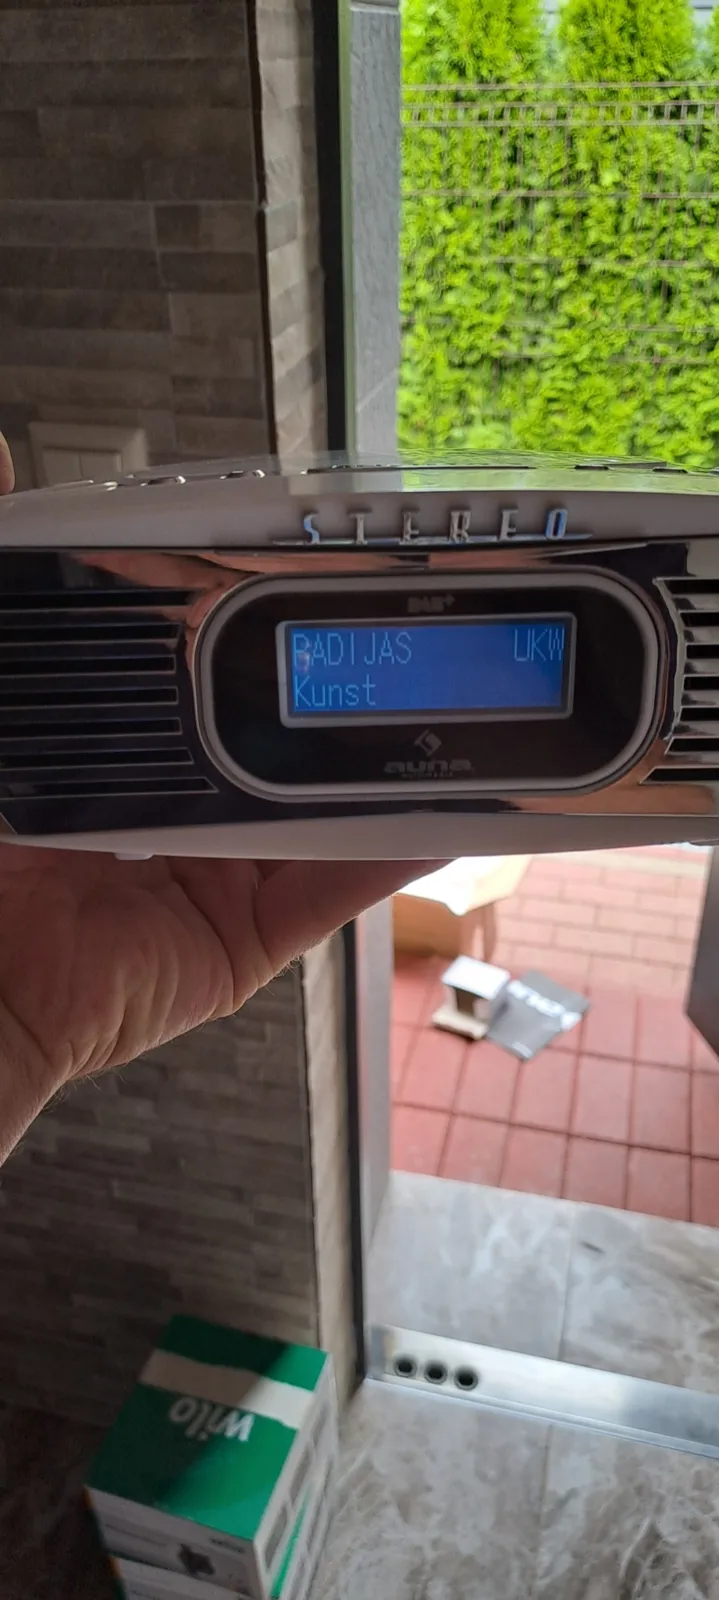 STEREO
DAB+
RADIJAS UKW
Kunst
auna
wilo